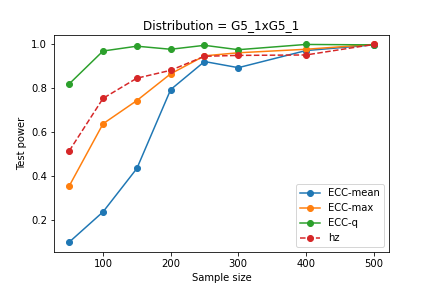 Distribution = G5_1xG5_1
Test power
1.0
0.8
0.6
0.4
0.2
100
200
300
400
500
Sample size
ECC-mean
ECC-max
ECC-q
hz